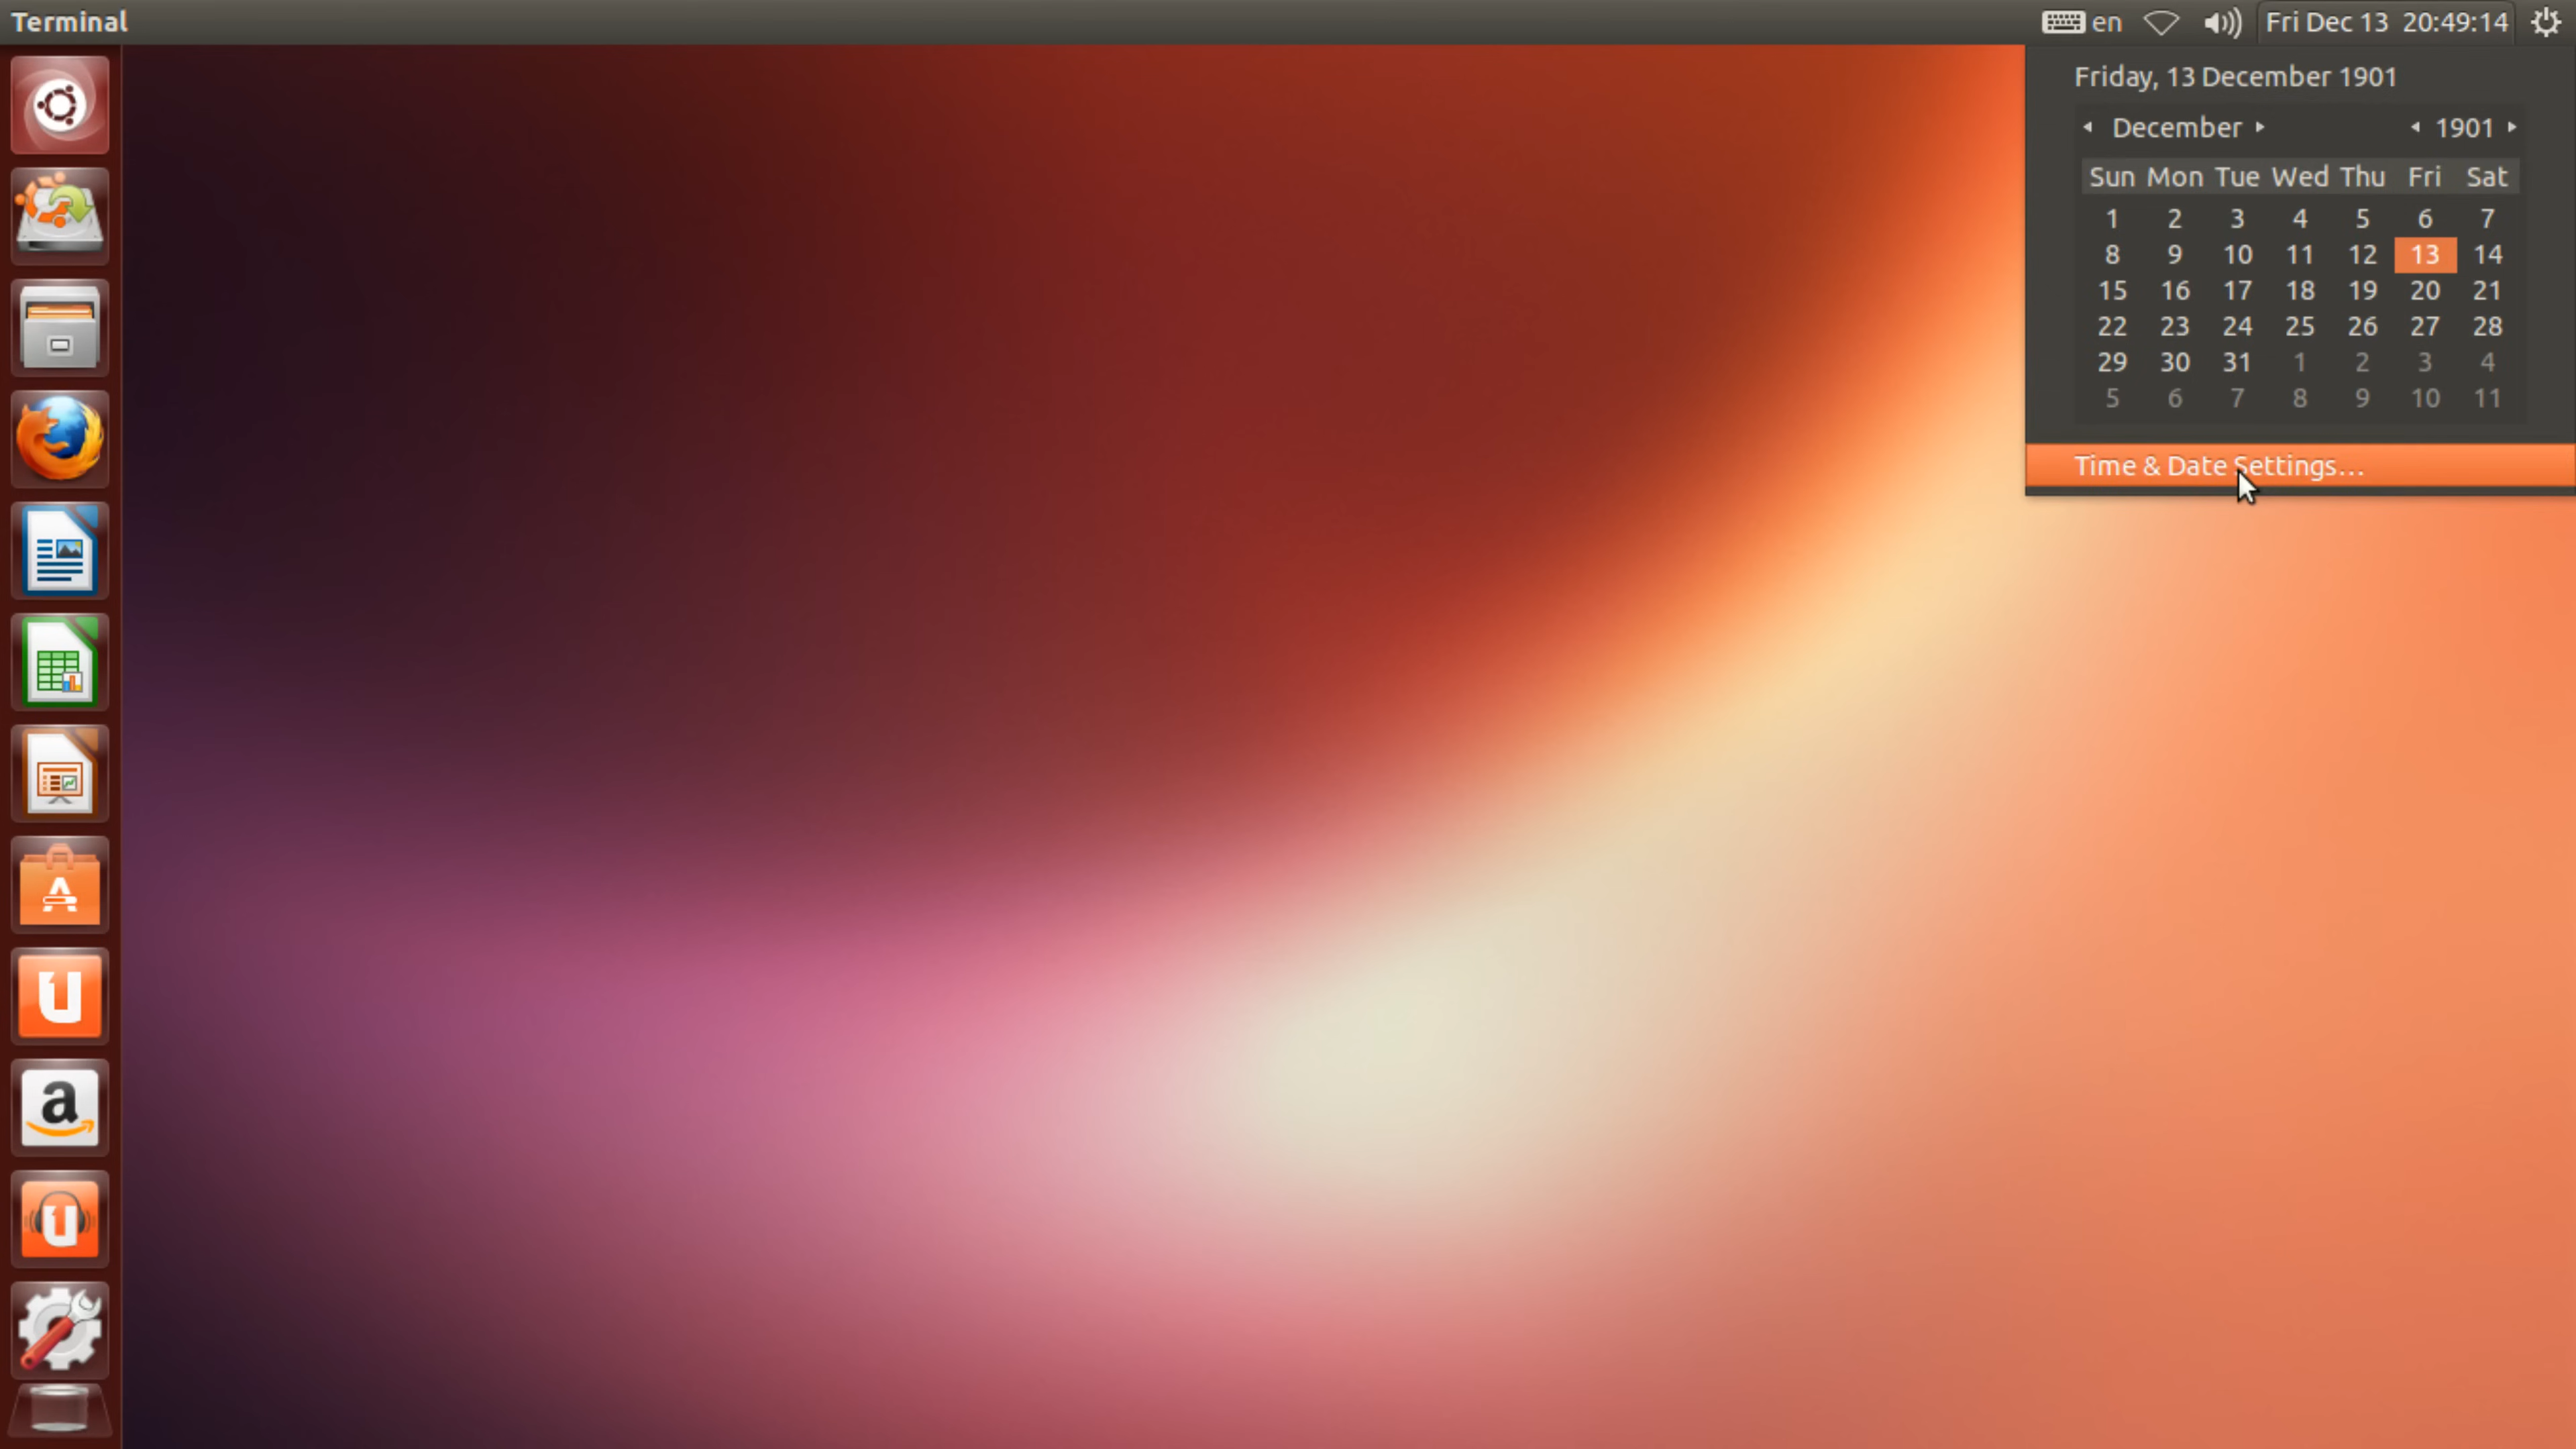 Terminal
en
Fri Dec 13 20:49:14
Friday, 13 December 1901
December
1901
Sun Mon Tue Wed Thu Fri Sat
1 2 3 4 5 6 7
8 9 10 11 12 13 14
15 16 17 18 19 20 21
22 23 24 25 26 27 28
29 30 31 1 2 3 4
5 6 7 8 9 10 11
Time & Date Settings...
A
u
a
u